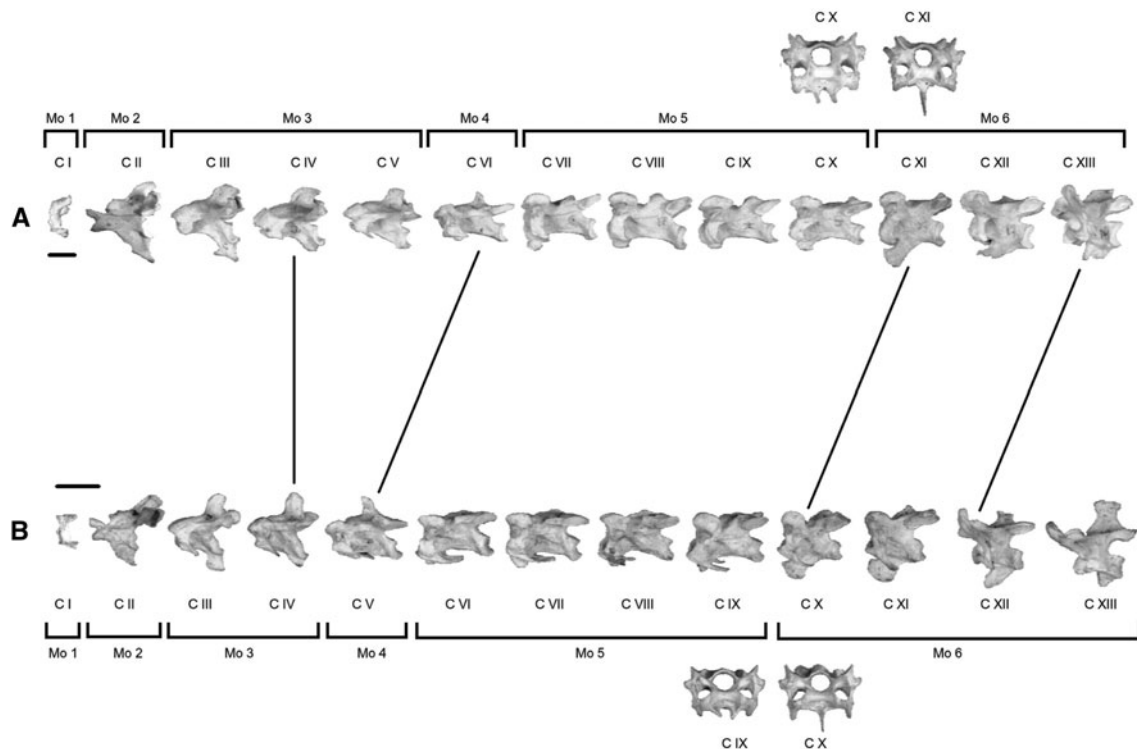 C X C XI
Mo 1 Mo 2 Mo 3 Mo 4 Mo 5 Mo 6
C I C II C III C IV C V C VI C VII C VIII C IX C X C XI C XII C XIII
A
B
C I C II C III C IV C V C VI C VII C VIII C IX C X C XI C XII C XIII
Mo 1 Mo 2 Mo 3 Mo 4 Mo 5 Mo 6
C IX C X